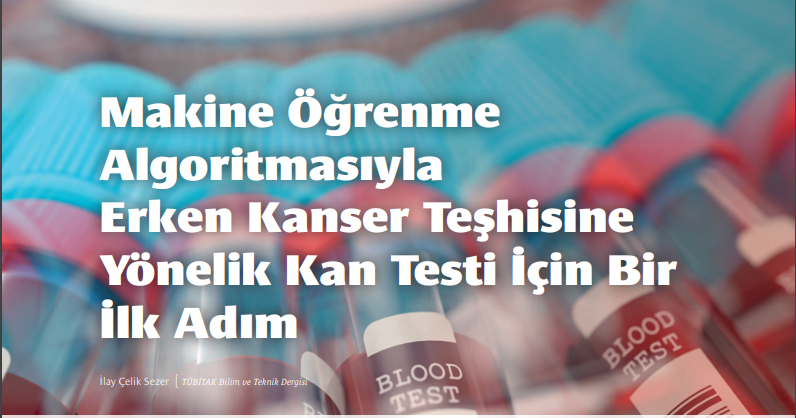 Makine Öğrenme
Algoritmasıyla
Erken Kanser Teşhisine
Yönelik Kan Testi İçin Bir
İlk Adım
İlay Çelik Sezer | TÜBİTAK Bilim ve Teknik Dergisi
BLOOD
TEST
BLOOD
TEST